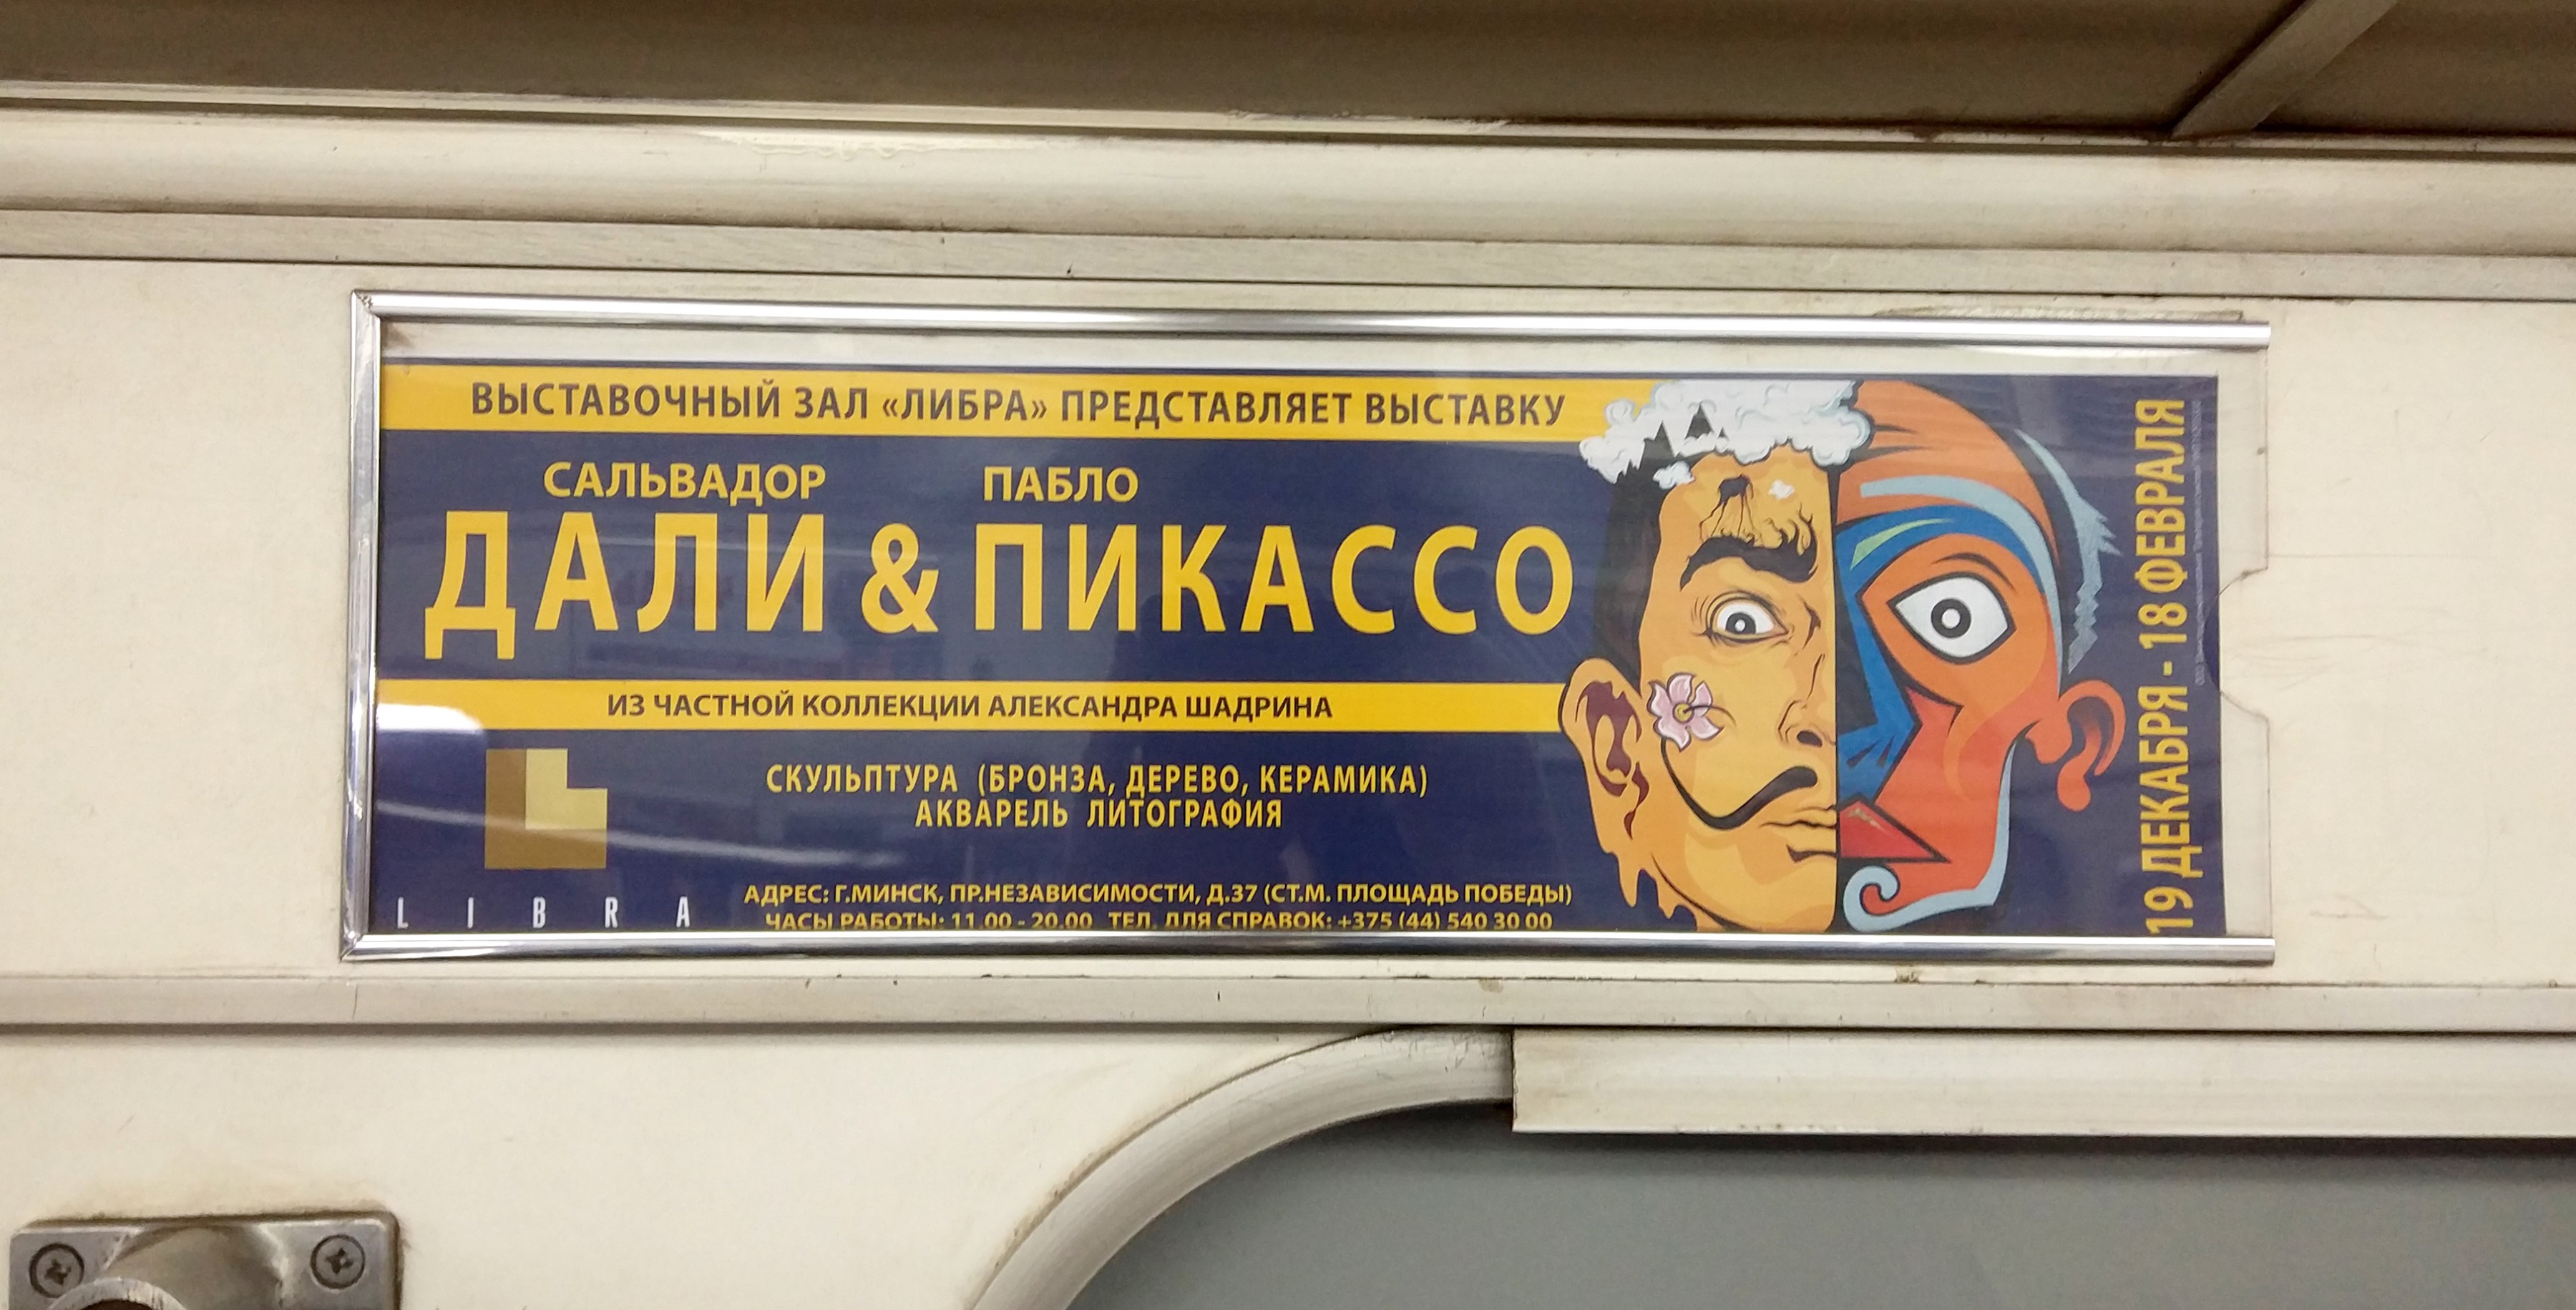 ВЫСТАВОЧНЫЙ ЗАЛ «ЛИБРА» ПРЕДСТАВЛЯЕТ ВЫСТАВКУ
САЛЬВАДОР ПАБЛО
ДАЛИ & ПИКАССО
ИЗ ЧАСТНОЙ КОЛЛЕКЦИИ АЛЕКСАНДРА ШАДРИНА
СКУЛЬПТУРА (БРОНЗА, ДЕРЕВО, КЕРАМИКА)
АКВАРЕЛЬ ЛИТОГРАФИЯ
LIBRA
АДРЕС: Г.МИНСК, ПР.НЕЗАВИСИМОСТИ, Д.37 (СТ.М. ПЛОЩАДЬ ПОБЕДЫ)
ЧАСЫ РАБОТЫ: 11.00 - 20.00 ТЕЛ. ДЛЯ СПРАВОК: +375 (44) 540 30 00
19 ДЕКАБРЯ - 18 ФЕВРАЛЯ